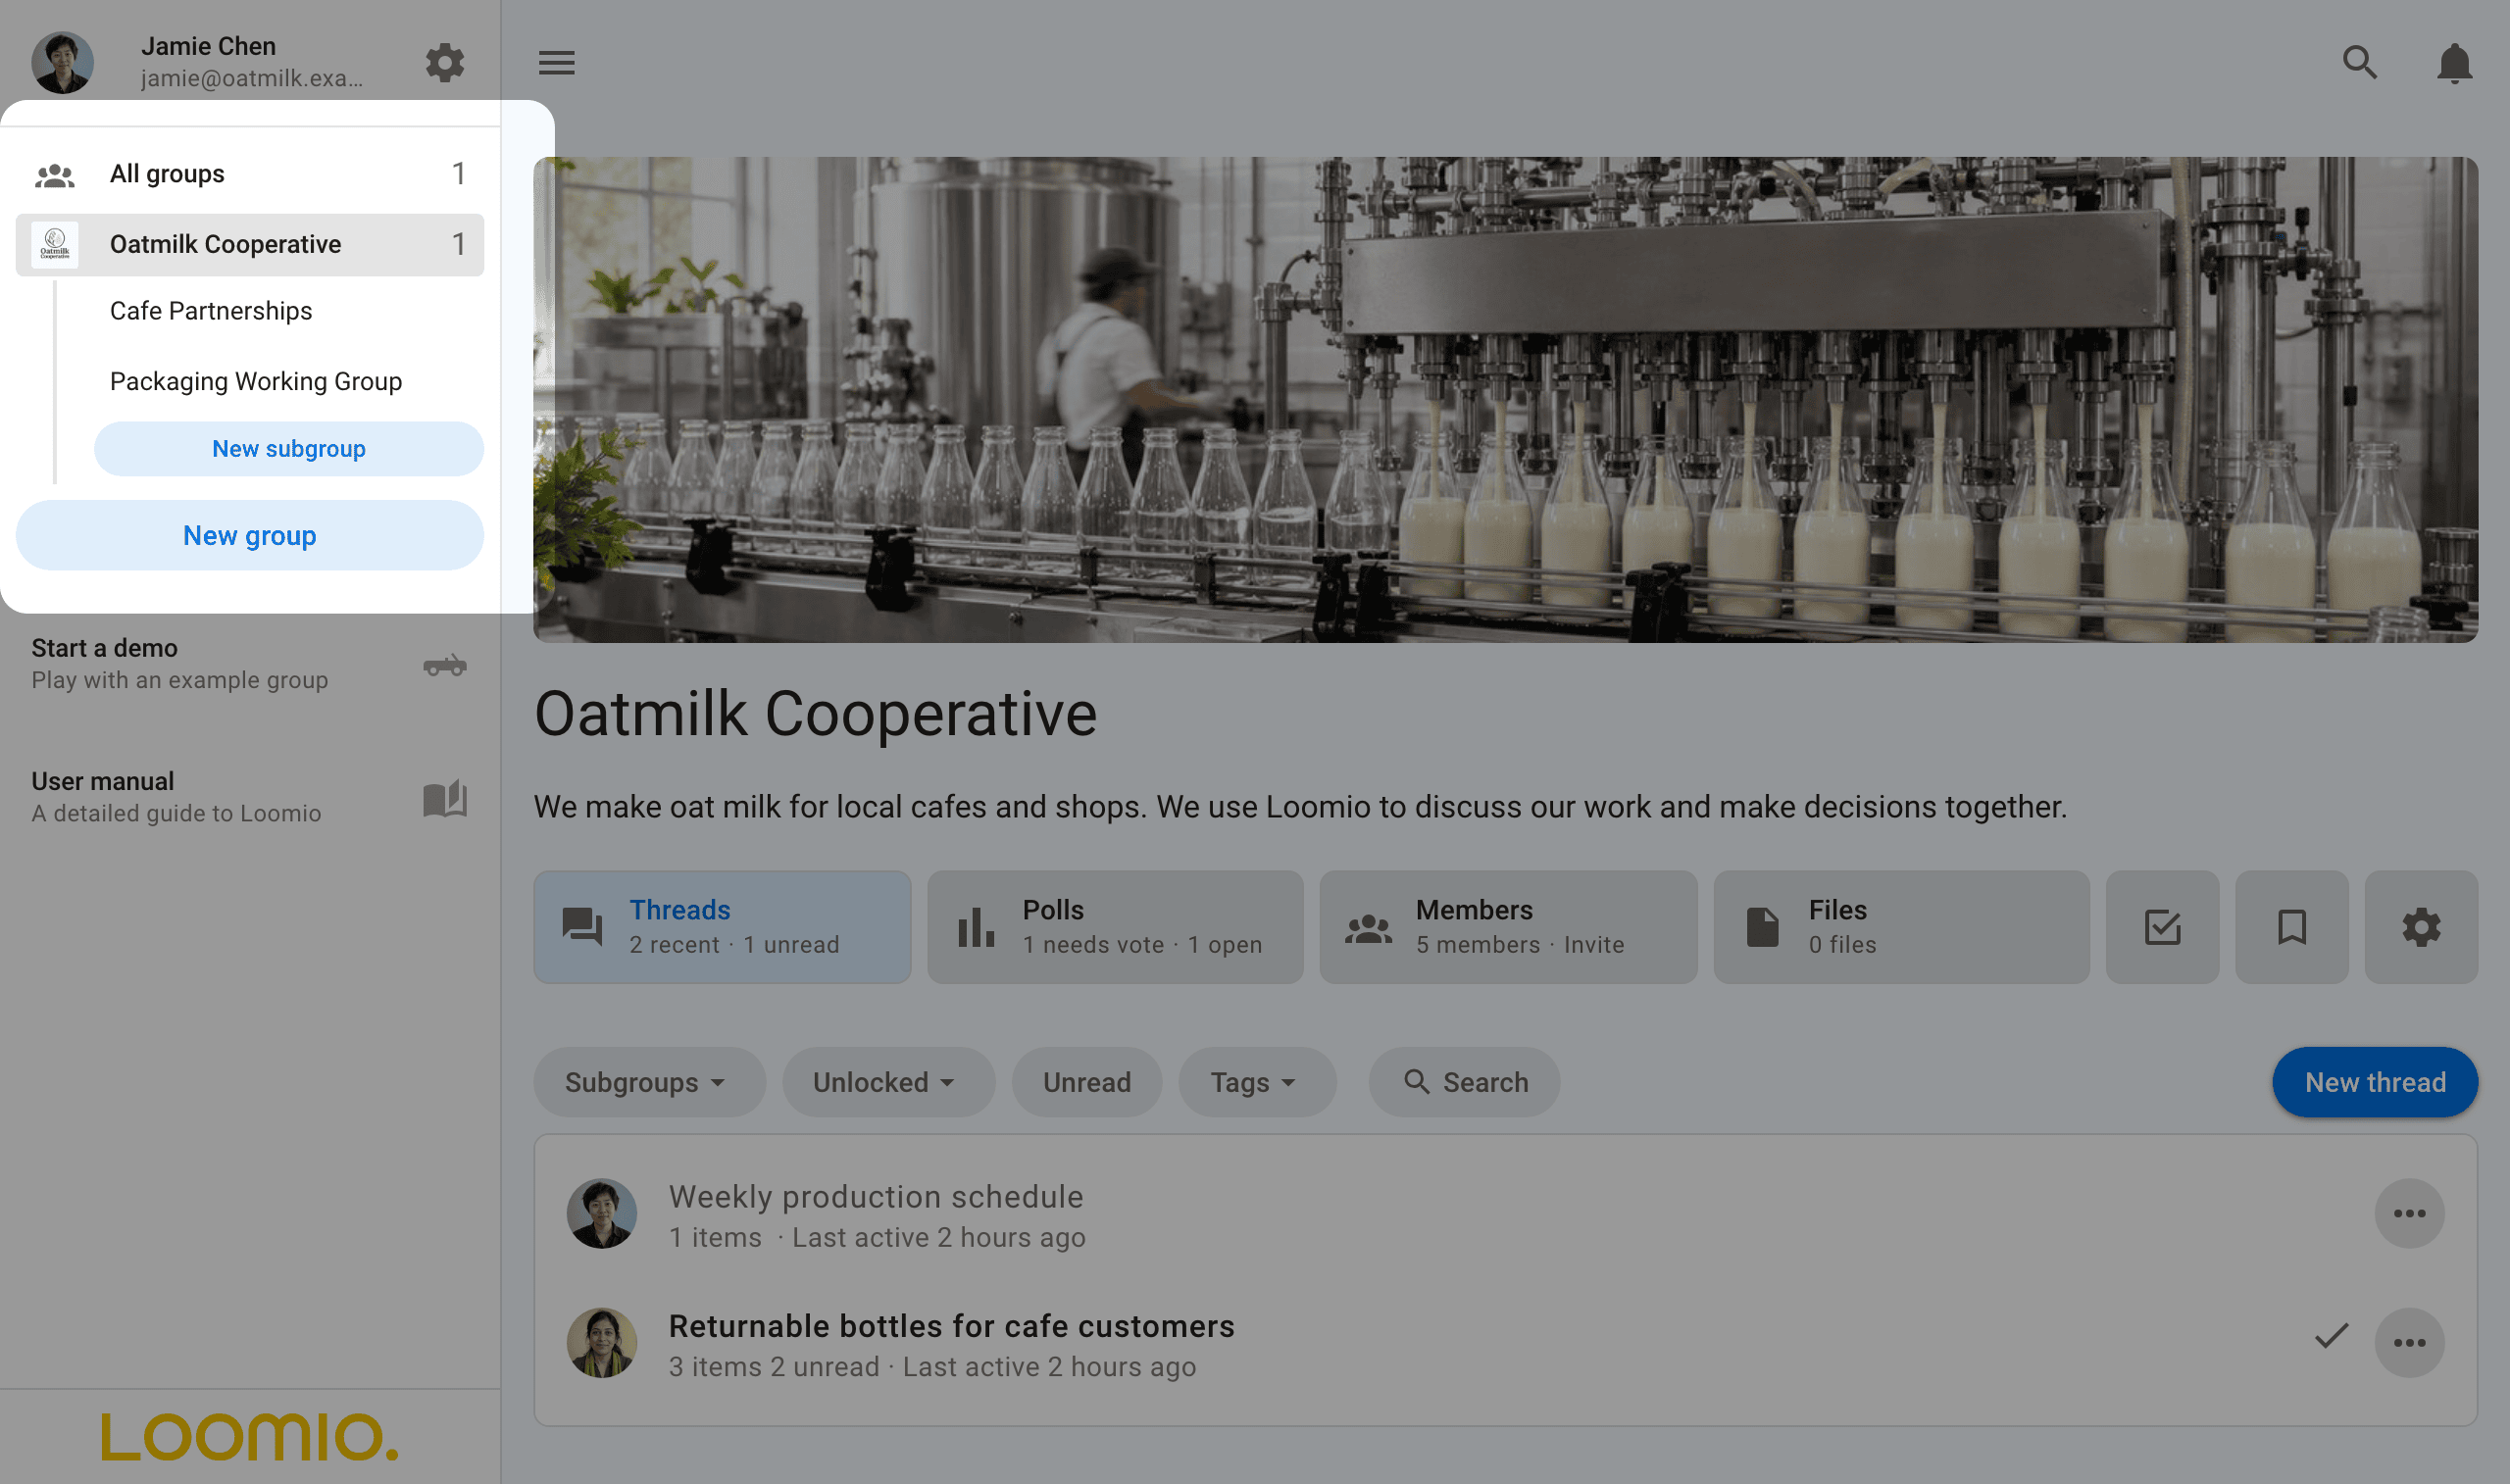 Jamie Chen
jamie@oatmilk.exa...
All groups 1
Oatmilk Cooperative
Oatmilk Cooperative 1
Cafe Partnerships
Packaging Working Group
New subgroup
New group
Start a demo
Play with an example group
User manual
A detailed guide to Loomio
LOOMIO.
Oatmilk Cooperative
We make oat milk for local cafes and shops. We use Loomio to discuss our work and make decisions together.
Threads
2 recent · 1 unread
Polls
1 needs vote · 1 open
Members
5 members · Invite
Files
0 files
Subgroups Unlocked Unread Tags Search New thread
Weekly production schedule
1 items · Last active 2 hours ago
Returnable bottles for cafe customers
3 items 2 unread · Last active 2 hours ago